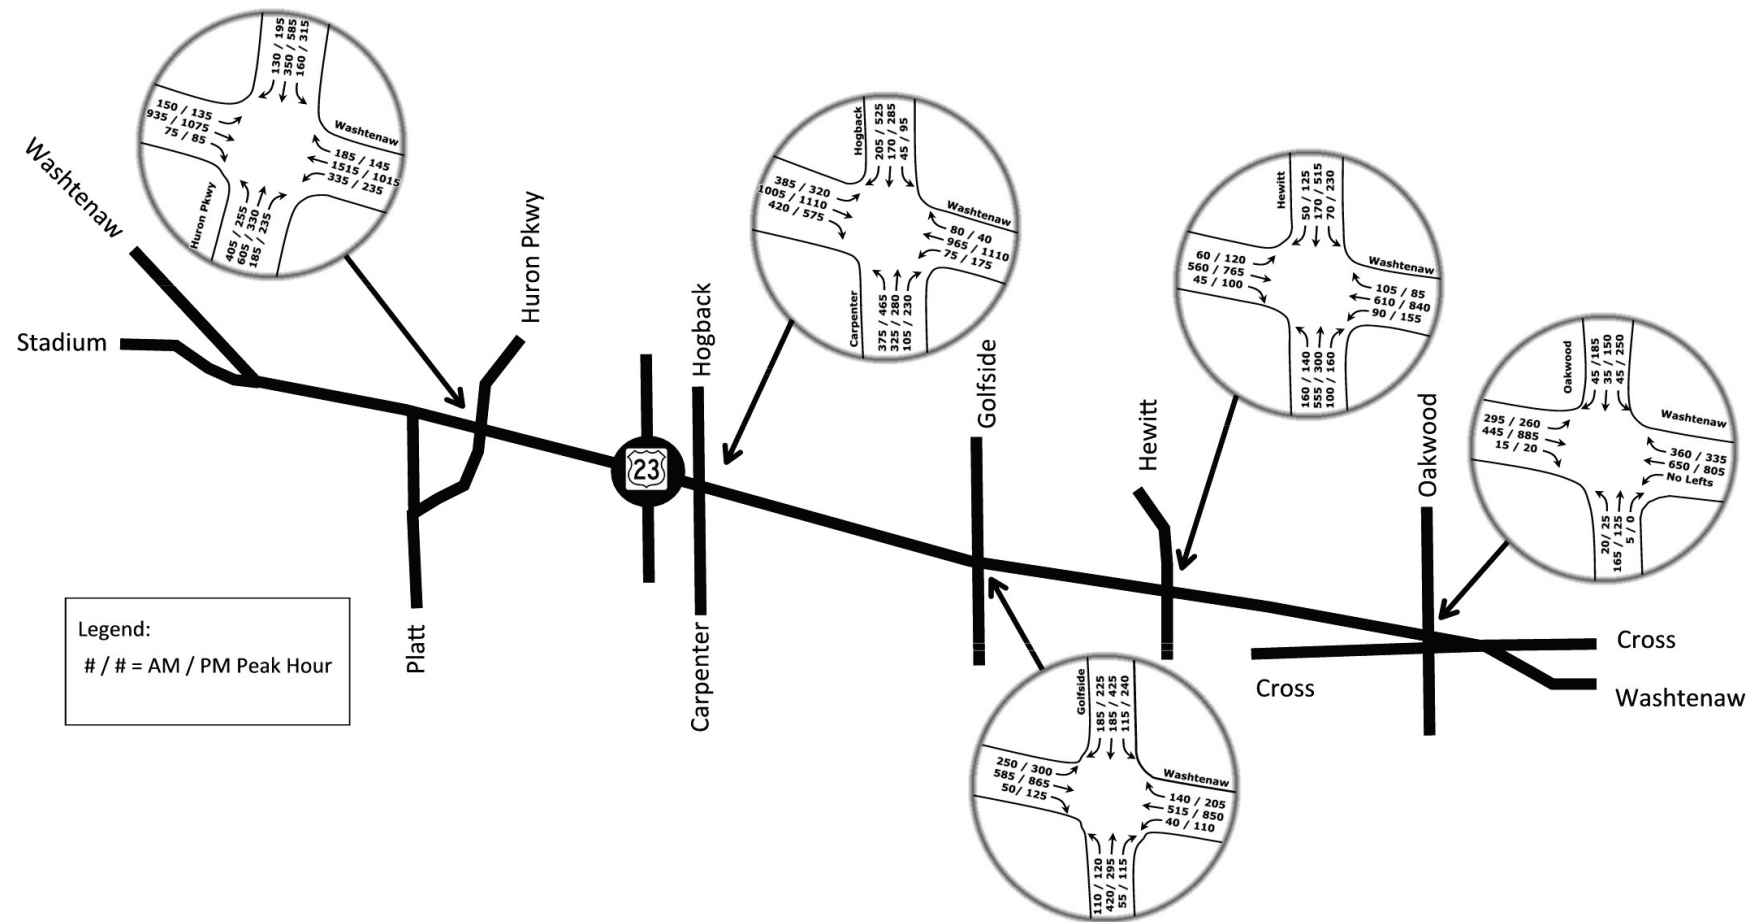 130 / 195
350 / 585
160 / 315
150 / 135
935 / 1075
75 / 85
Washtenaw
185 / 145
1515 / 1015
335 / 235
Huron Pkwy
405 / 255
605 / 330
185 / 235
Washtenaw
Stadium
Huron Pkwy
Hogback
205 / 525
170 / 285
45 / 95
385 / 320
1005 / 1110
420 / 575
Washtenaw
80 / 40
965 / 1110
75 / 175
Carpenter
375 / 465
325 / 280
105 / 230
Hewitt
50 / 125
170 / 515
70 / 230
60 / 120
560 / 765
45 / 100
Washtenaw
105 / 85
610 / 840
90 / 155
160 / 140
555 / 300
100 / 160
Oakwood
45 /185
35 / 150
45 / 250
295 / 260
445 / 885
15 / 20
Washtenaw
360 / 335
650 / 805
No Lefts
20/ 25
165 / 125
5 / 0
Hogback
Golfside
Hewitt
Oakwood
23
Platt
Carpenter
Cross
Cross
Washtenaw
Legend:
# / # = AM / PM Peak Hour
Golfside
185 / 225
185 / 425
115 / 240
250 / 300
585 / 865
50/ 125
Washtenaw
140 / 205
515 / 850
40 / 110
110 / 120
420/ 295
55 / 115